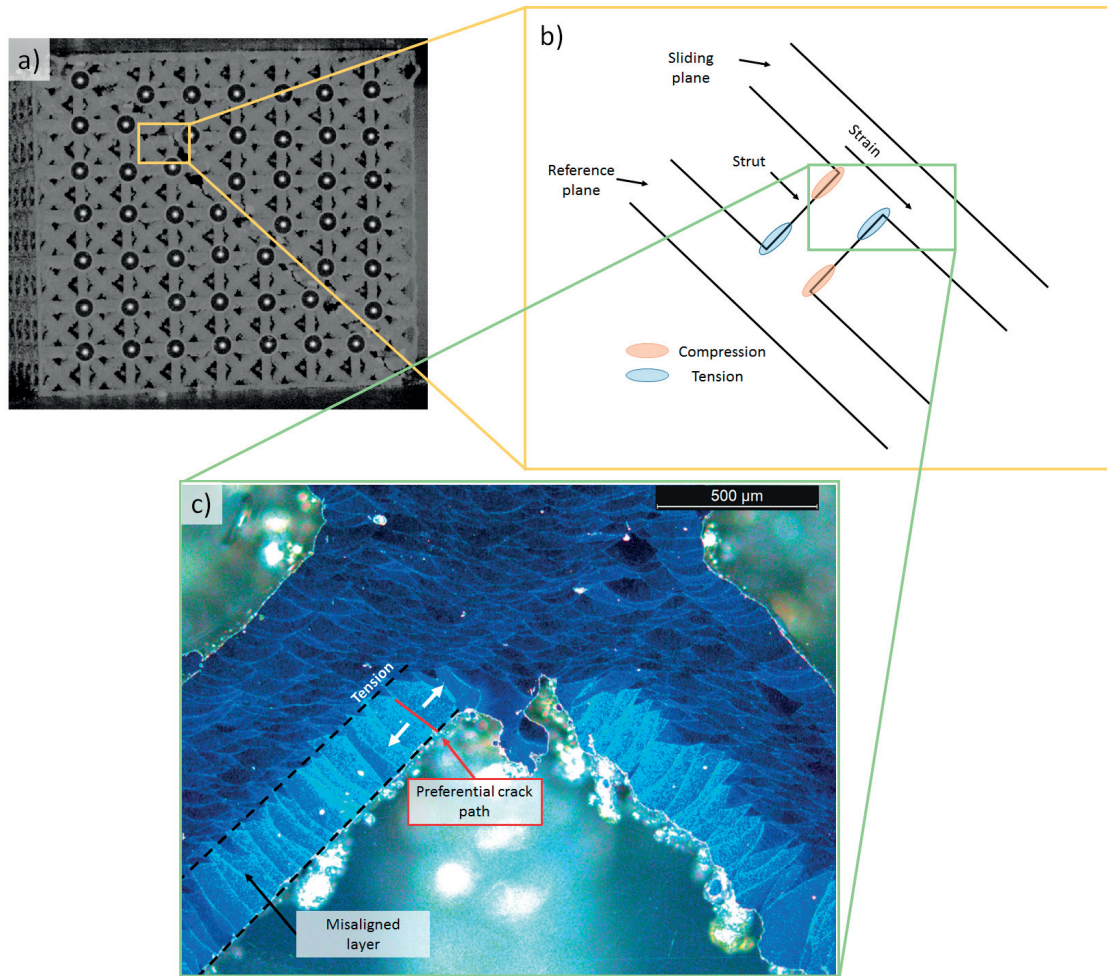 a)
b)
Sliding
plane
Strain
Strut
Reference
plane
Compression
Tension
c)
500 µm
Tension
Preferential crack
path
Misaligned
layer